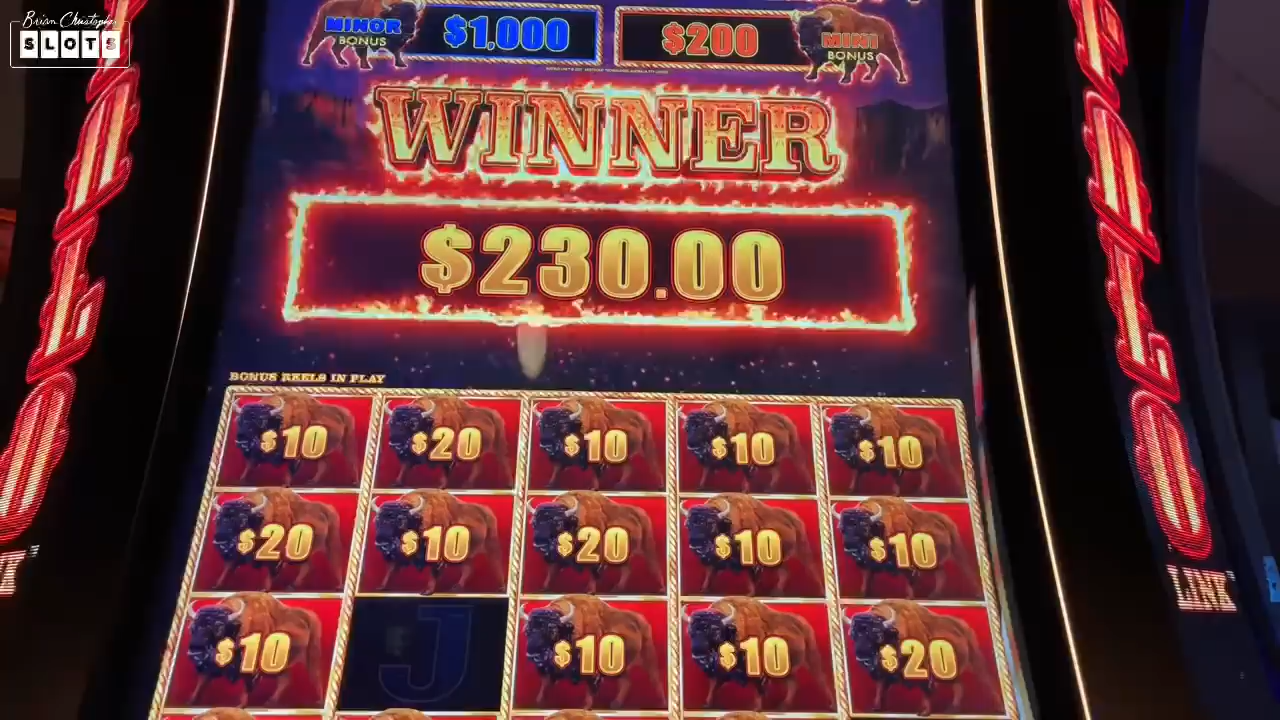 Brian Christopher
SLOTS
MINOR
BONUS
$1,000
$200
MINI
BONUS
WINNER
$230.00
BONUS REELS IN PLAY
$10 $20 $10 $10 $10
$20 $10 $20 $10 $10
$10 J $10 $10 $20
LINK